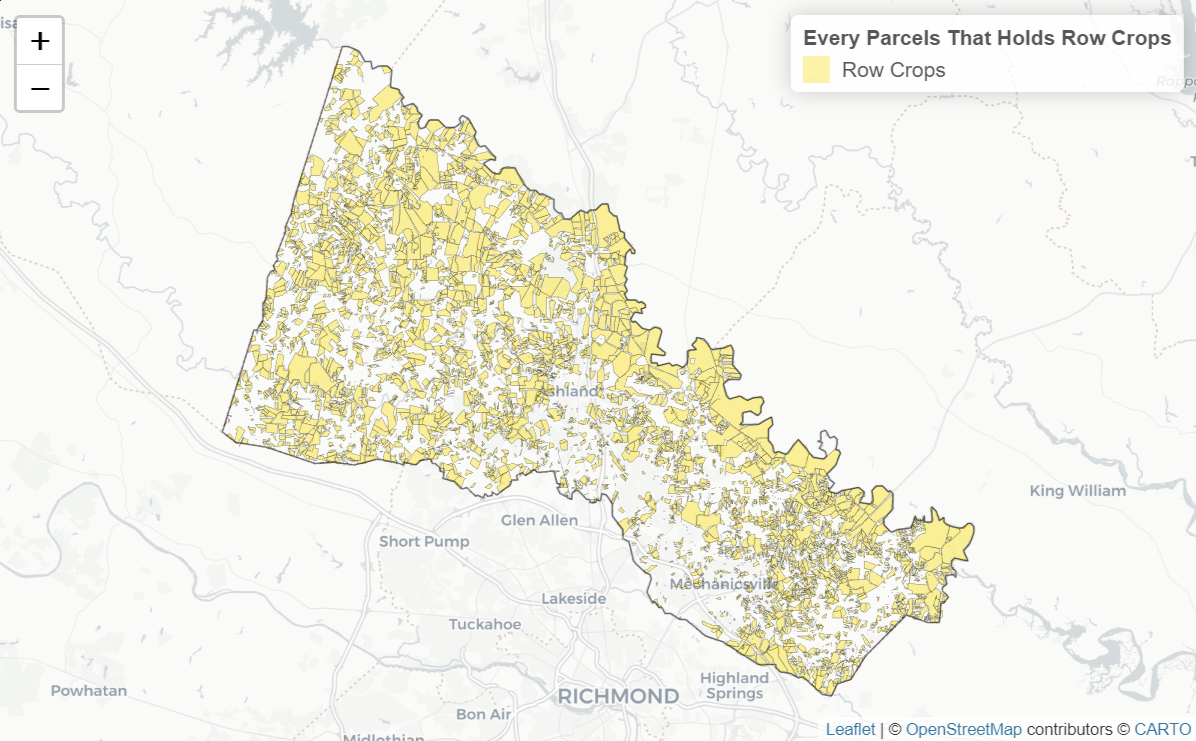 +
−
Every Parcels That Holds Row Crops
Row Crops
shland
King William
Glen Allen
Short Pump
Mechanicsville
Lakeside
Tuckahoe
Highland
Springs
Powhatan
RICHMOND
Bon Air
Midlothian
Leaflet | © OpenStreetMap contributors © CARTO